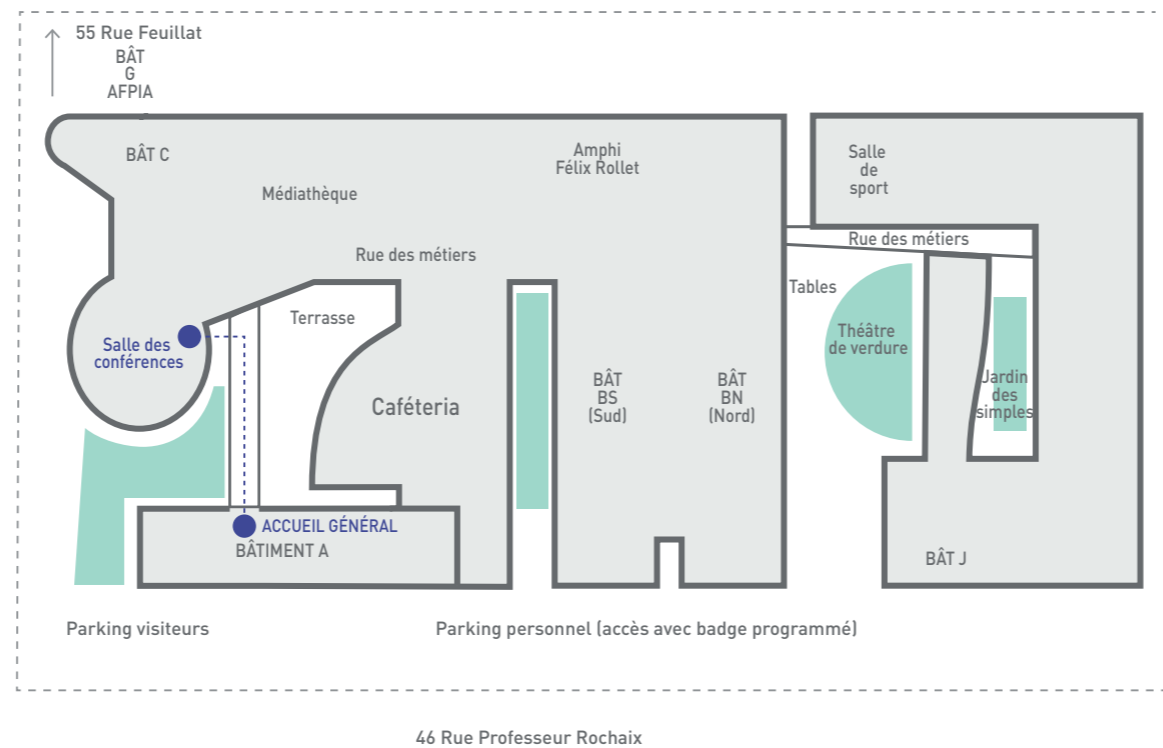 55 Rue Feuillat
BÂT
G
AFPIA
BÂT C
Médiathèque
Amphi
Félix Rollet
Salle
de
sport
Rue des métiers
Rue des métiers
Tables
Terrasse
Théâtre
de verdure
Salle des
conférences
Caféteria
BÂT
BS
(Sud)
BÂT
BN
(Nord)
Jardin
des
simples
ACCUEIL GÉNÉRAL
BÂTIMENT A
BÂT J
Parking visiteurs
Parking personnel (accès avec badge programmé)
46 Rue Professeur Rochaix